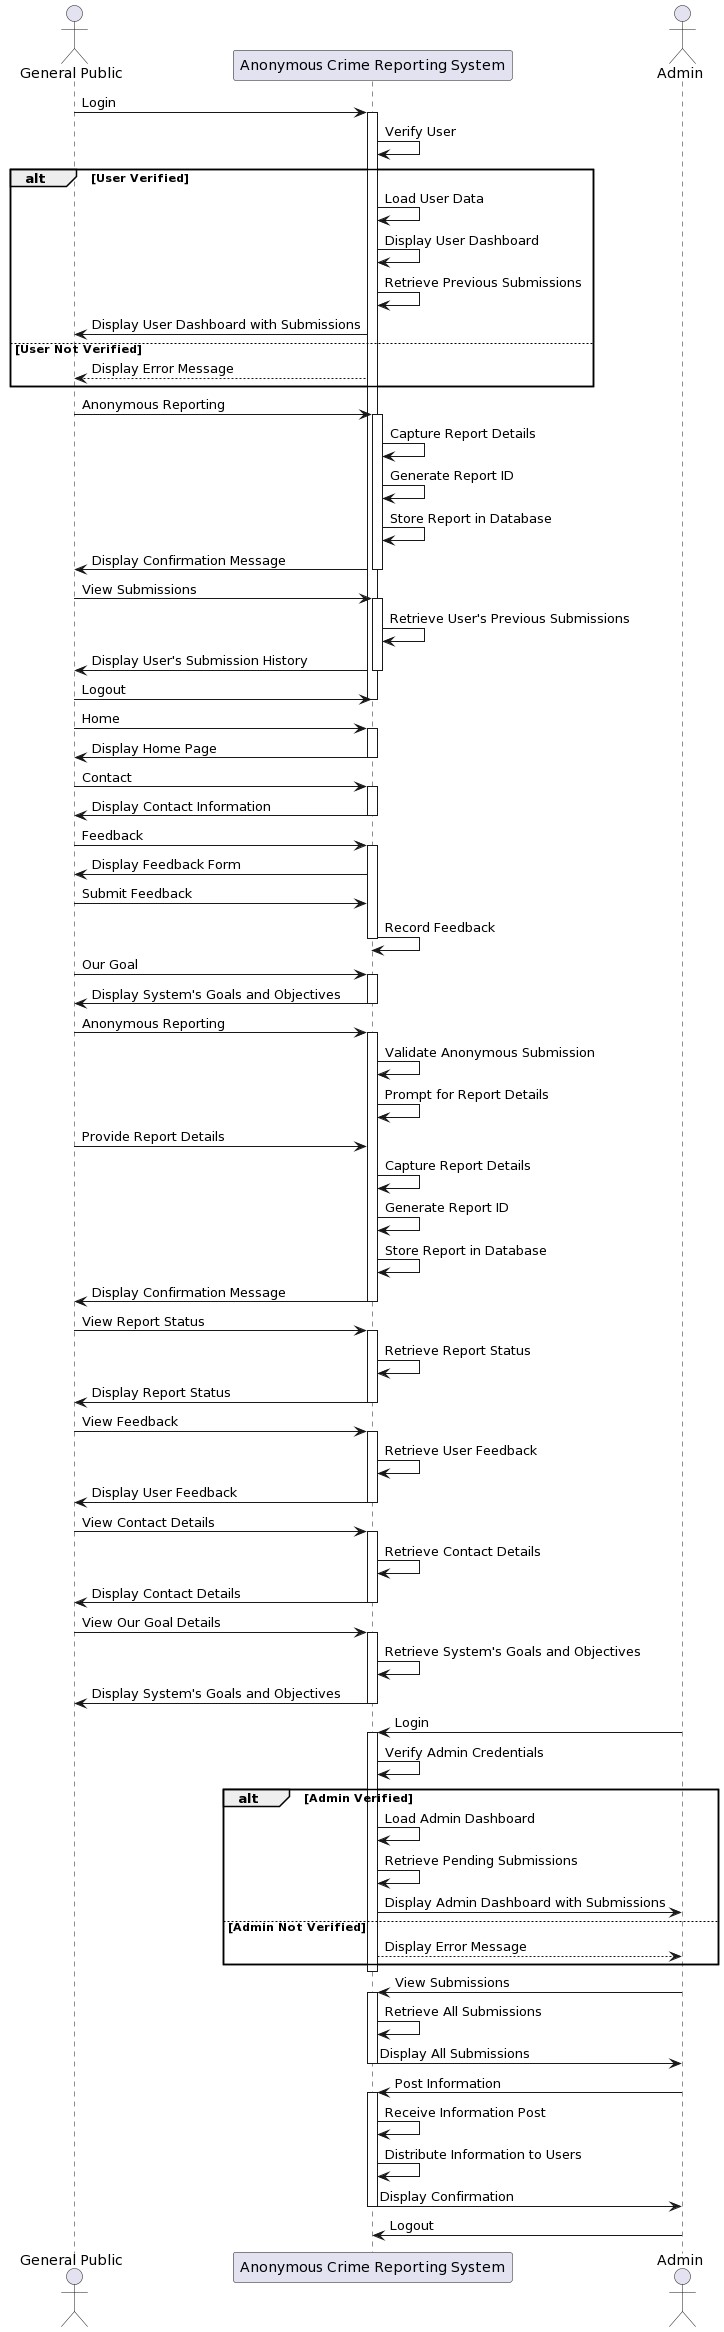 General Public
Anonymous Crime Reporting System
Admin
Login
Verify User
alt [User Verified]
Load User Data
Display User Dashboard
Retrieve Previous Submissions
Display User Dashboard with Submissions
[User Not Verified]
Display Error Message
Anonymous Reporting
Capture Report Details
Generate Report ID
Store Report in Database
Display Confirmation Message
View Submissions
Retrieve User's Previous Submissions
Display User's Submission History
Logout
Home
Display Home Page
Contact
Display Contact Information
Feedback
Display Feedback Form
Submit Feedback
Record Feedback
Our Goal
Display System's Goals and Objectives
Anonymous Reporting
Validate Anonymous Submission
Prompt for Report Details
Provide Report Details
Capture Report Details
Generate Report ID
Store Report in Database
Display Confirmation Message
View Report Status
Retrieve Report Status
Display Report Status
View Feedback
Retrieve User Feedback
Display User Feedback
View Contact Details
Retrieve Contact Details
Display Contact Details
View Our Goal Details
Retrieve System's Goals and Objectives
Display System's Goals and Objectives
Login
Verify Admin Credentials
alt [Admin Verified]
Load Admin Dashboard
Retrieve Pending Submissions
Display Admin Dashboard with Submissions
[Admin Not Verified]
Display Error Message
View Submissions
Retrieve All Submissions
Display All Submissions
Post Information
Receive Information Post
Distribute Information to Users
Display Confirmation
Logout
General Public
Anonymous Crime Reporting System
Admin